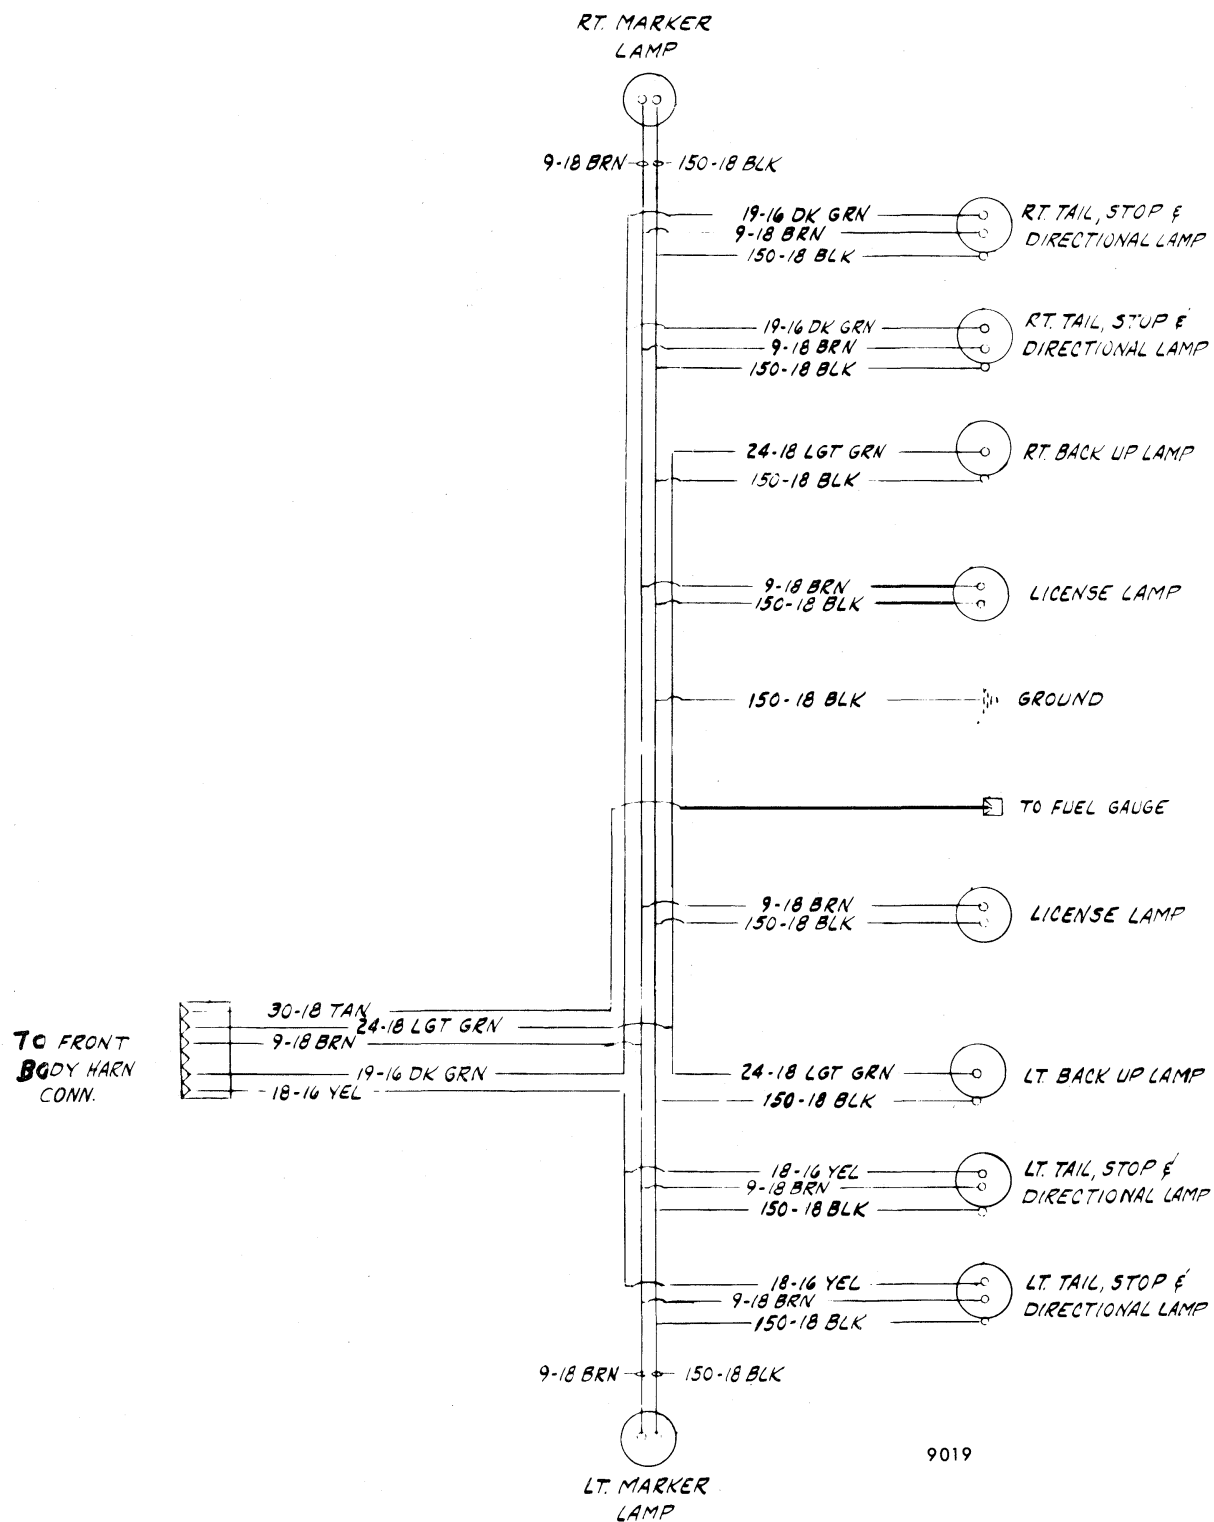 RT. MARKER
LAMP
9-18 BRN
150-18 BLK
19-16 DK GRN
9-18 BRN
150-18 BLK
RT. TAIL, STOP &
DIRECTIONAL LAMP
19-16 DK GRN
9-18 BRN
150-18 BLK
RT. TAIL, STOP &
DIRECTIONAL LAMP
24-18 LGT GRN
150-18 BLK
RT. BACK UP LAMP
9-18 BRN
150-18 BLK
LICENSE LAMP
150-18 BLK
GROUND
TO FUEL GAUGE
9-18 BRN
150-18 BLK
LICENSE LAMP
30-18 TAN
24-18 LGT GRN
9-18 BRN
19-16 DK GRN
18-16 YEL
TO FRONT
BODY HARN
CONN.
24-18 LGT GRN
150-18 BLK
LT. BACK UP LAMP
18-16 YEL
9-18 BRN
150-18 BLK
LT. TAIL, STOP &
DIRECTIONAL LAMP
18-16 YEL
9-18 BRN
150-18 BLK
LT. TAIL, STOP &
DIRECTIONAL LAMP
9-18 BRN
150-18 BLK
LT. MARKER
LAMP
9019